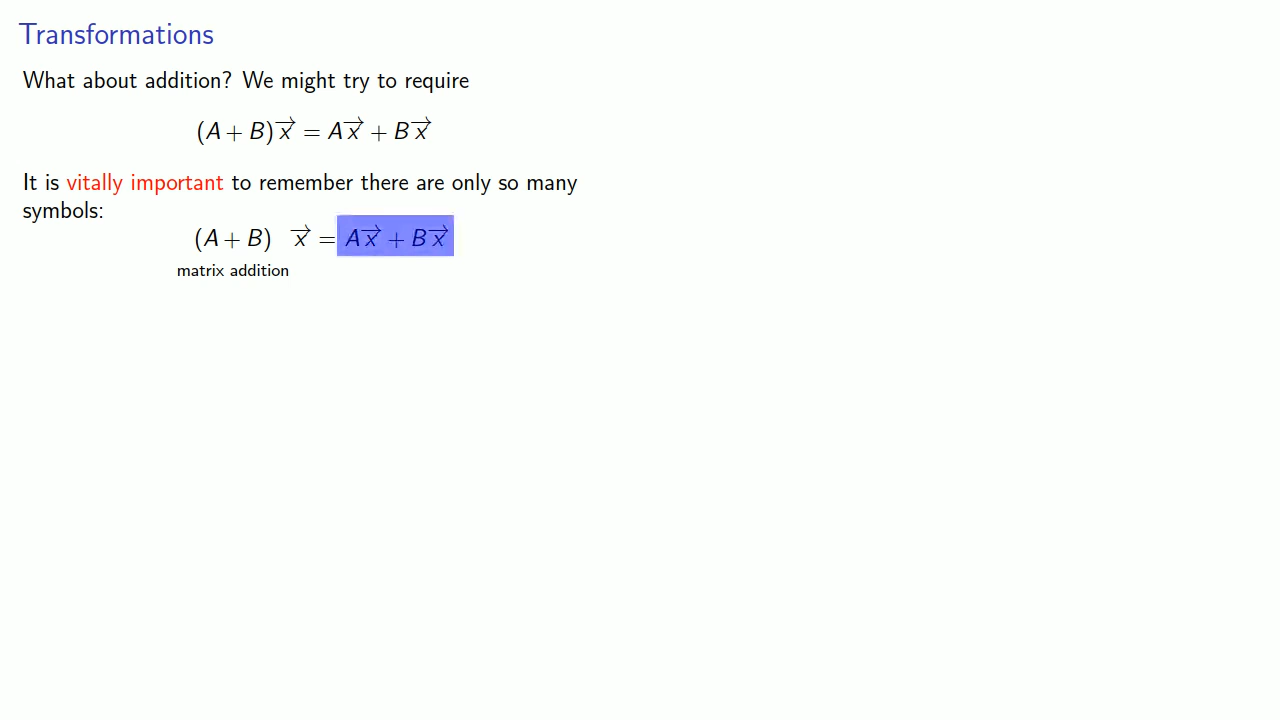 Transformations
What about addition? We might try to require
(A + B)x⃗ = Ax⃗ + Bx⃗
It is vitally important to remember there are only so many
symbols:
(A + B) x⃗ = Ax⃗ + Bx⃗
matrix addition